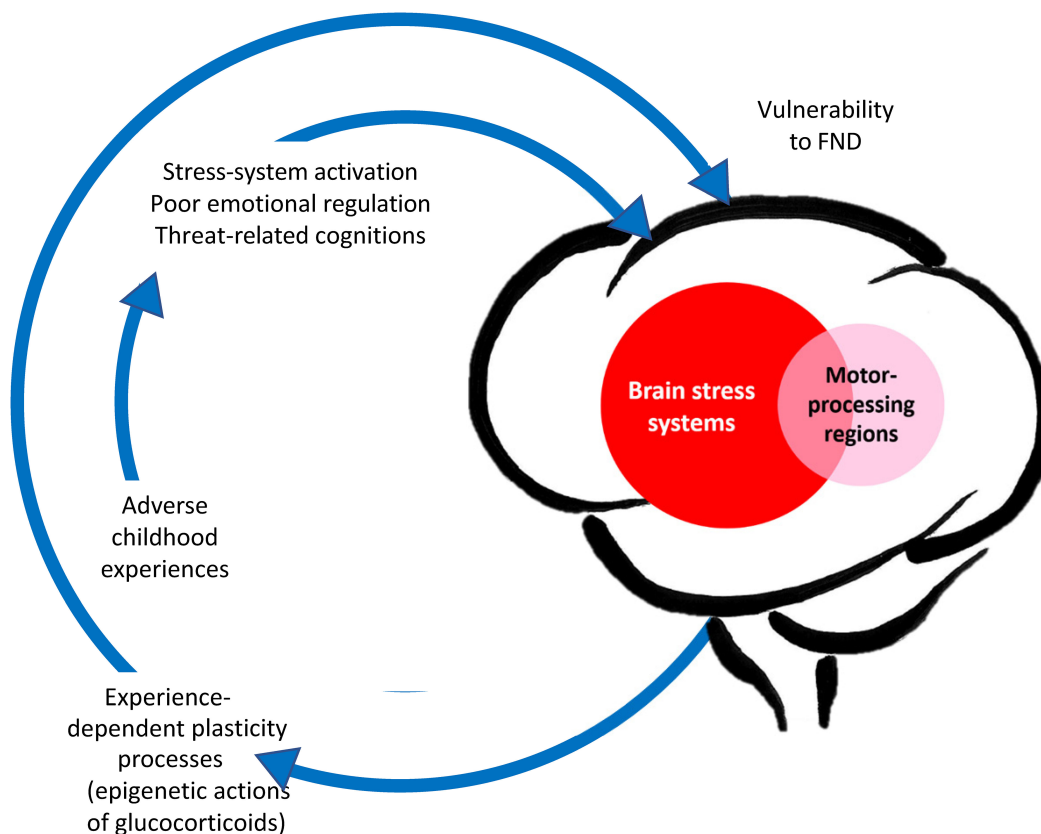 Vulnerability
to FND
Stress-system activation
Poor emotional regulation
Threat-related cognitions
Brain stress
systems
Motor-
processing
regions
Adverse
childhood
experiences
Experience-
dependent plasticity
processes
(epigenetic actions
of glucocorticoids)